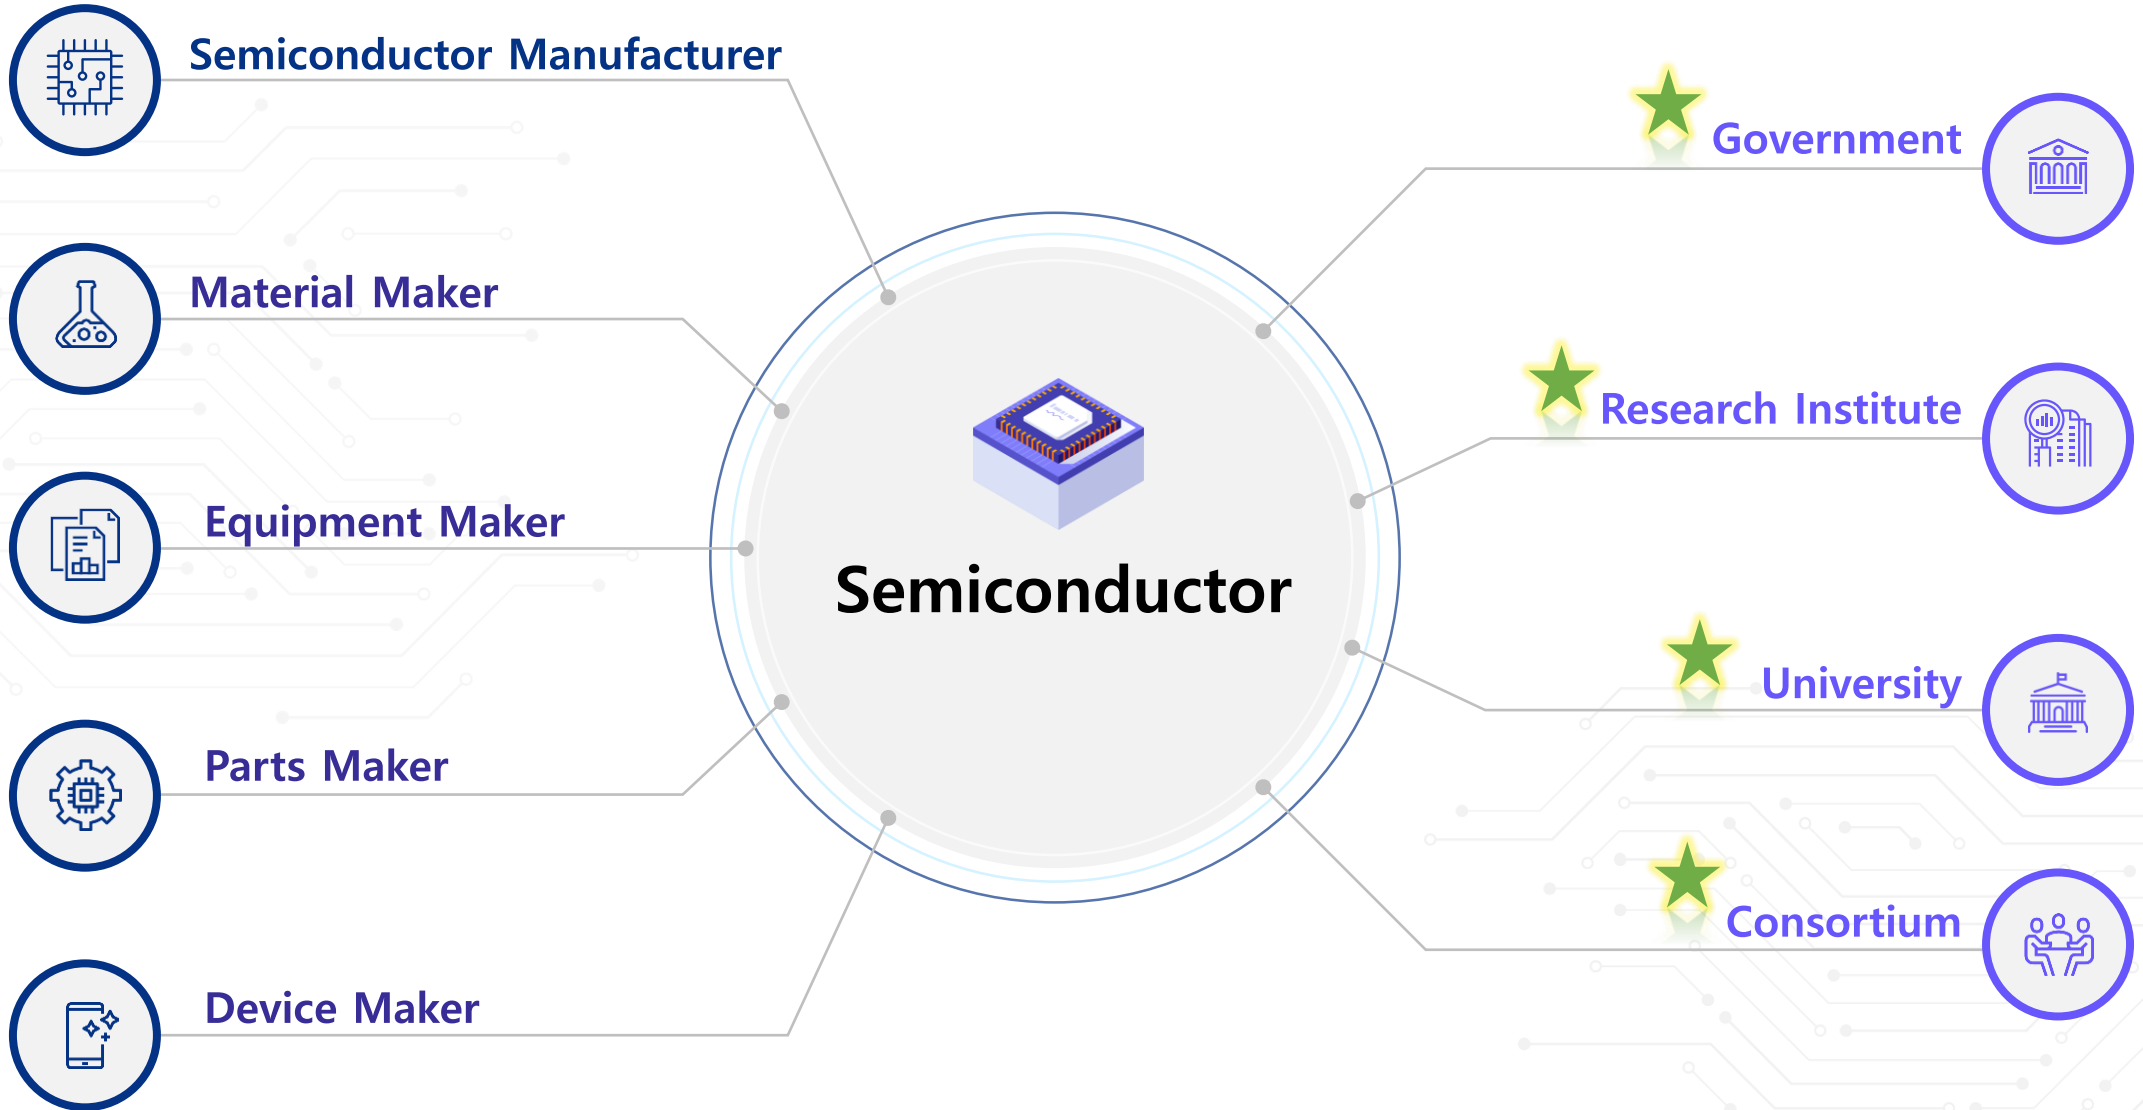 Semiconductor Manufacturer
Material Maker
Equipment Maker
Parts Maker
Device Maker
Semiconductor
Government
Research Institute
University
Consortium